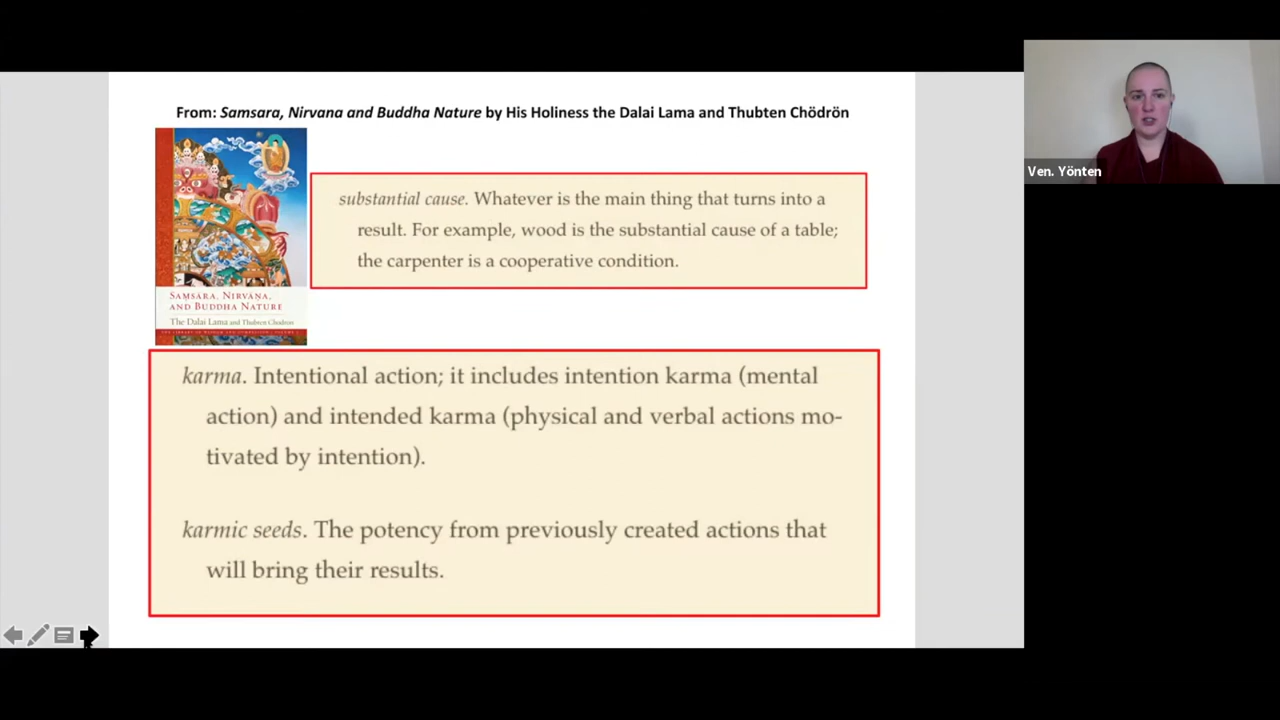 From: Samsara, Nirvana and Buddha Nature by His Holiness the Dalai Lama and Thubten Chödrön
substantial cause. Whatever is the main thing that turns into a
result. For example, wood is the substantial cause of a table;
the carpenter is a cooperative condition.
SAṂSĀRA, NIRVĀṆA,
AND BUDDHA NATURE
The Dalai Lama and Thubten Chodron
karma. Intentional action; it includes intention karma (mental
action) and intended karma (physical and verbal actions mo-
tivated by intention).
karmic seeds. The potency from previously created actions that
will bring their results.
Ven. Yönten